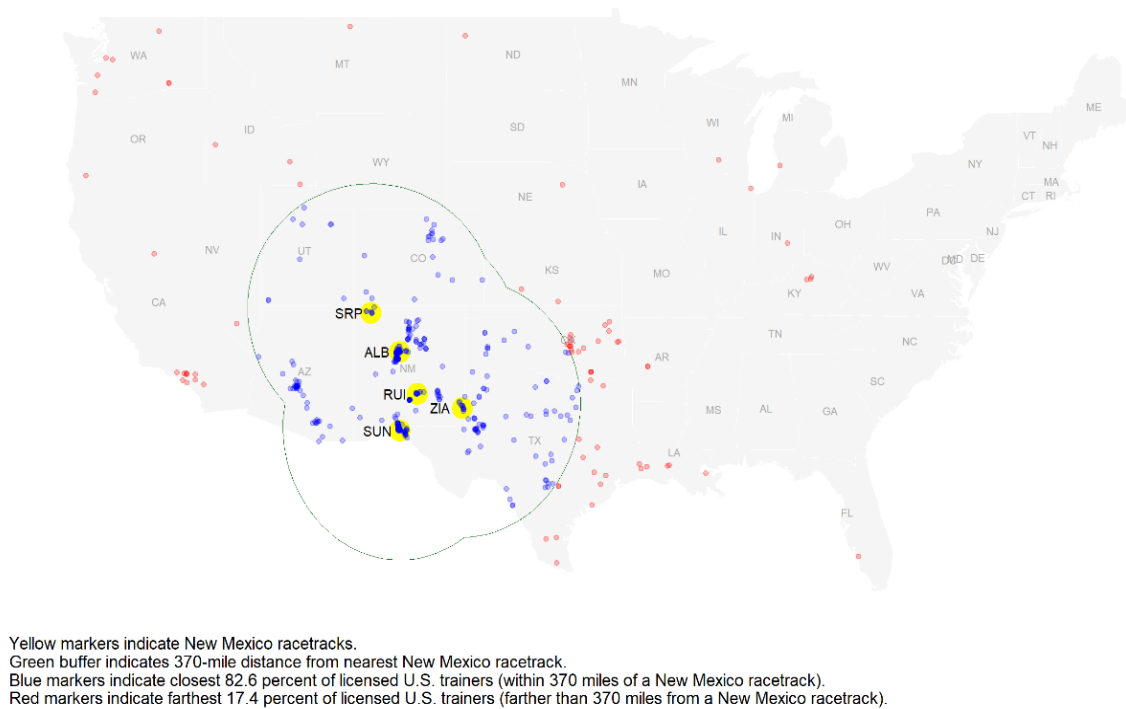 WA
MT
ND
MN
ME
OR
ID
SD
WI
MI
VT
NH
WY
NY
MA
CT RI
NE
IA
PA
NV
UT
CO
IL
IN
OH
NJ
MD DE
KS
MO
WV
CA
KY
VA
SRP
TN
NC
ALB
AZ
NM
AR
SC
RUI
ZIA
MS
AL
GA
SUN
TX
LA
FL
Yellow markers indicate New Mexico racetracks.
Green buffer indicates 370-mile distance from nearest New Mexico racetrack.
Blue markers indicate closest 82.6 percent of licensed U.S. trainers (within 370 miles of a New Mexico racetrack).
Red markers indicate farthest 17.4 percent of licensed U.S. trainers (farther than 370 miles from a New Mexico racetrack).